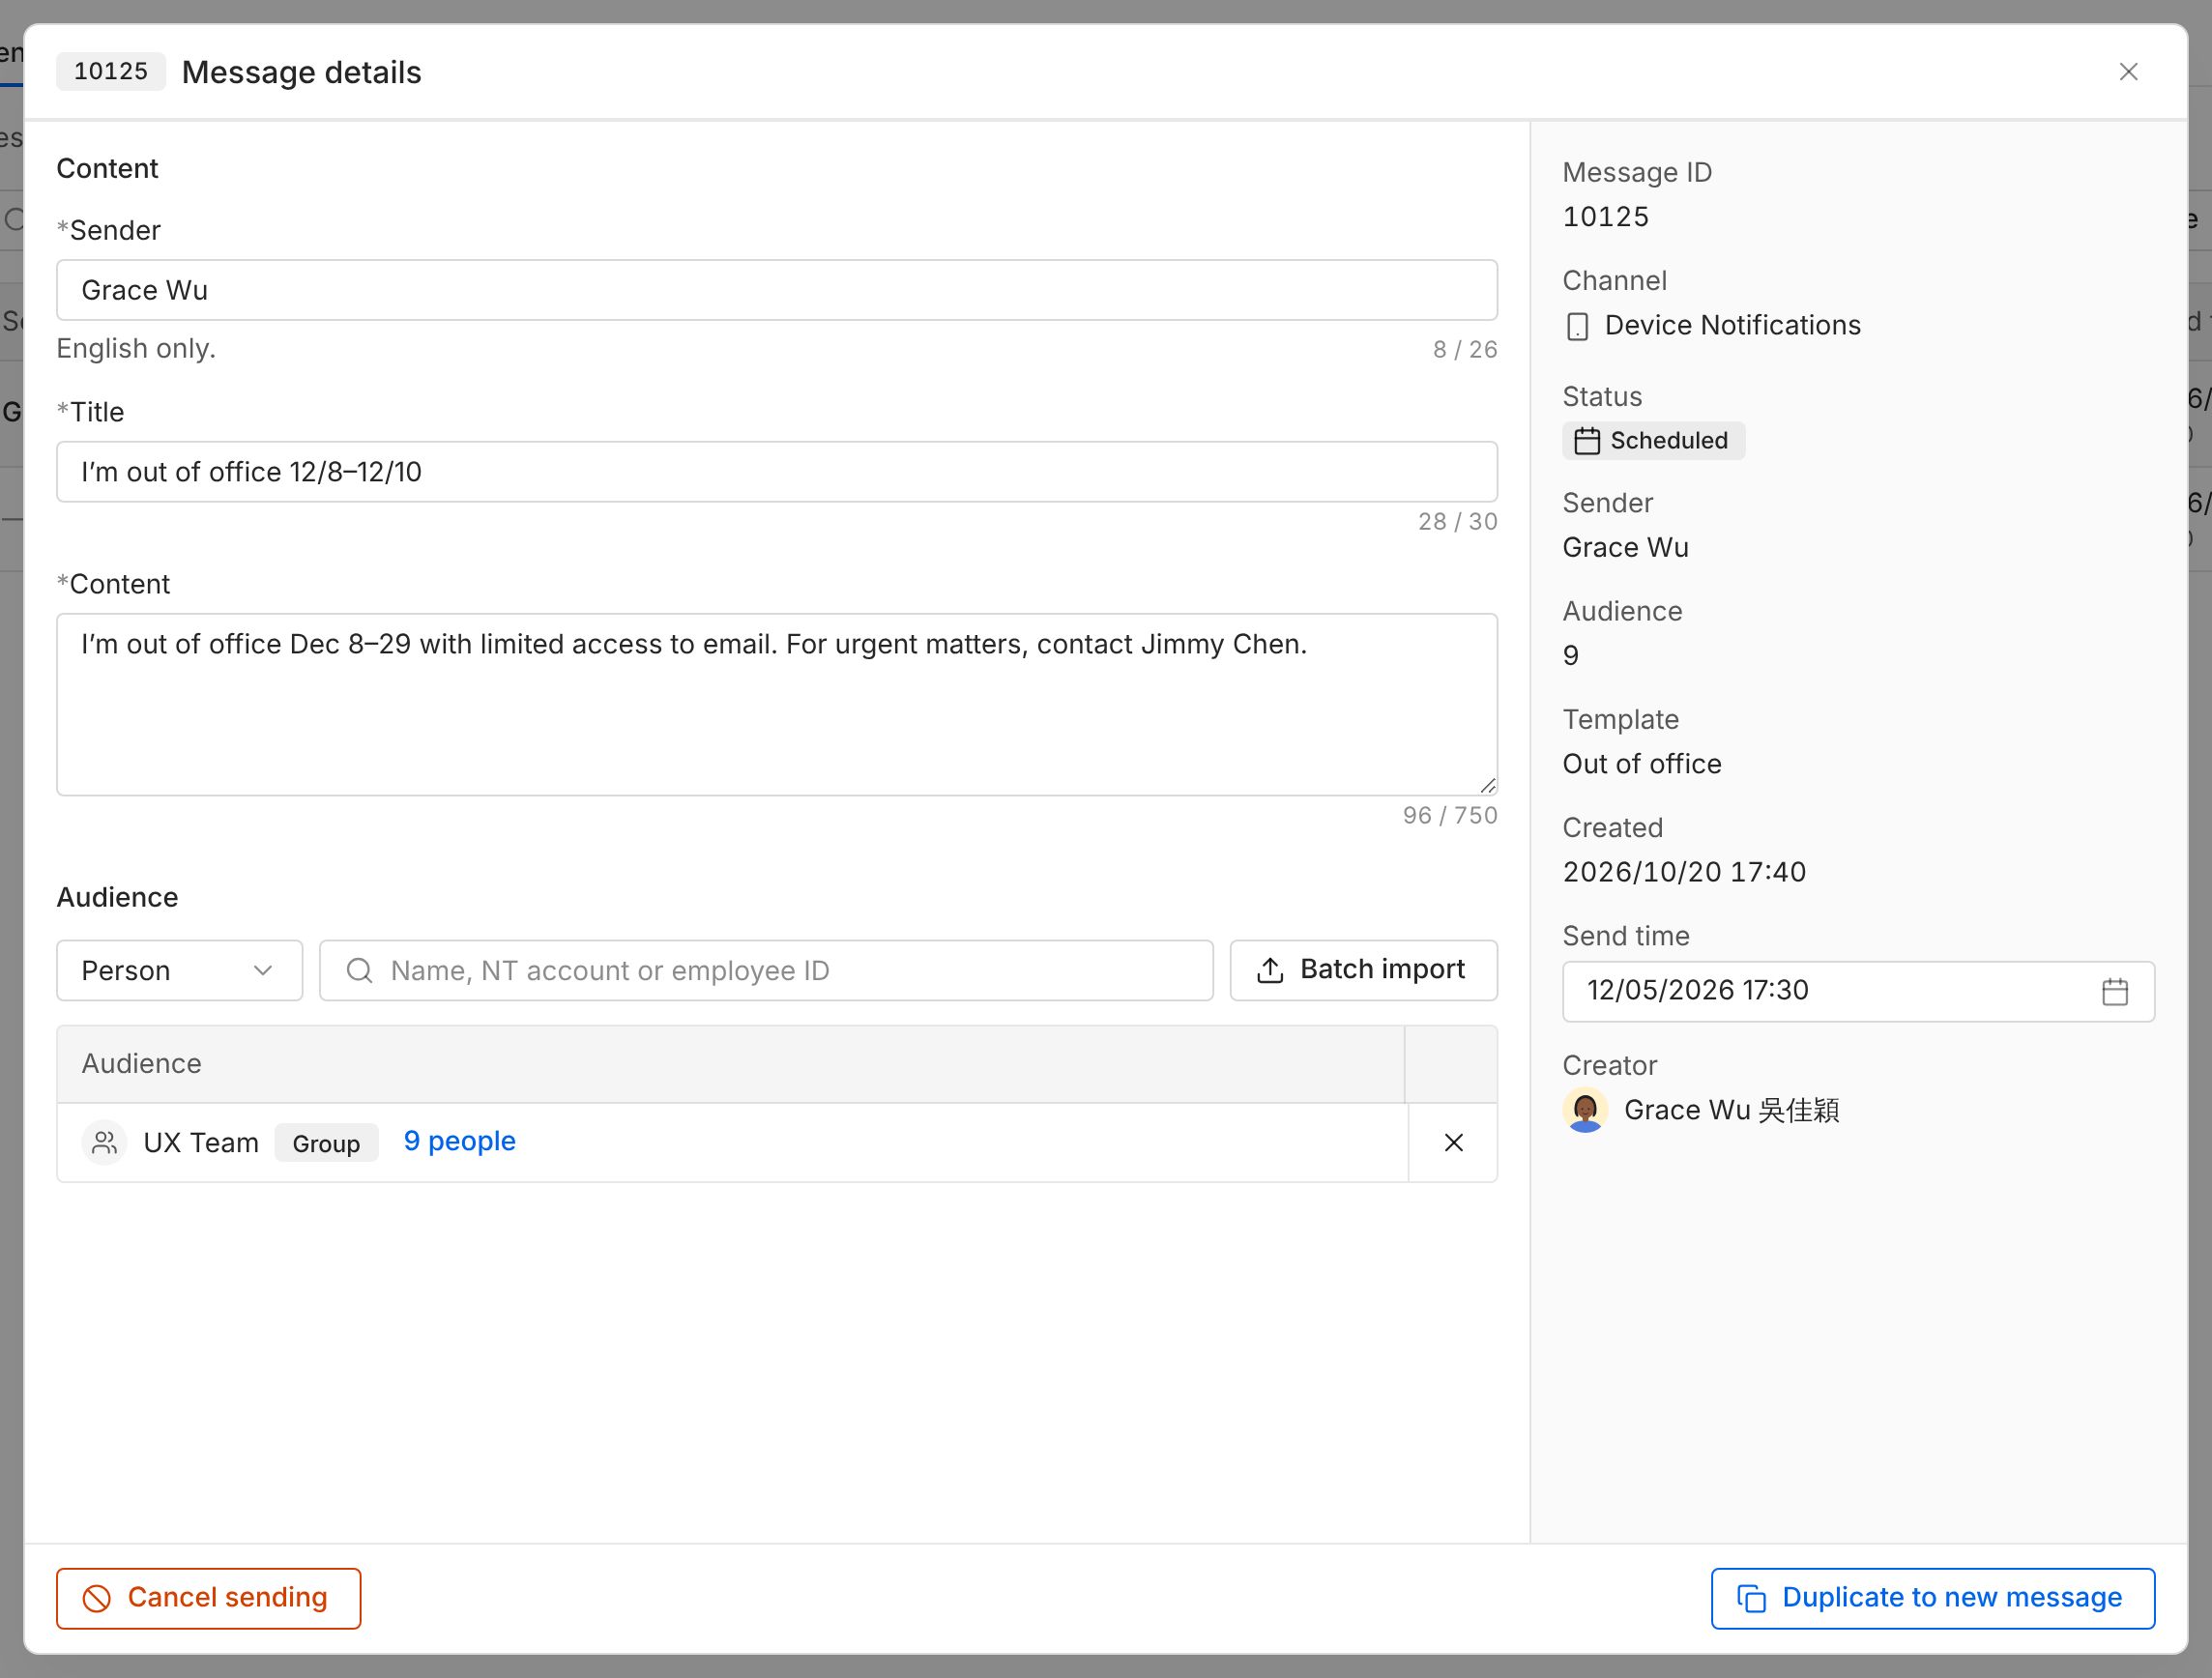 10125 Message details
Content
*Sender
Grace Wu
English only.
8 / 26
*Title
I’m out of office 12/8–12/10
28 / 30
*Content
I’m out of office Dec 8–29 with limited access to email. For urgent matters, contact Jimmy Chen.
96 / 750
Audience
Person
Name, NT account or employee ID
Batch import
Audience
UX Team Group 9 people
Message ID
10125
Channel
Device Notifications
Status
Scheduled
Sender
Grace Wu
Audience
9
Template
Out of office
Created
2026/10/20 17:40
Send time
12/05/2026 17:30
Creator
Grace Wu 吳佳穎
Cancel sending
Duplicate to new message